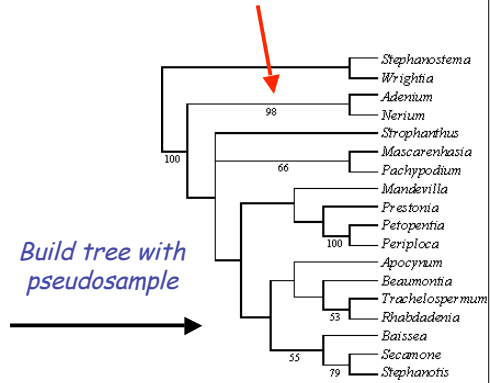 Stephanostema
Wrightia
Adenium
98
Nerium
Strophanthus
Mascarenhasia
100
66
Pachypodium
Mandevilla
Prestonia
Petopentia
100
Periploca
Build tree with
pseudosample
Apocynum
Beaumontia
Trachelospermum
53
Rhabdadenia
Baissea
55
Secamone
79
Stephanotis